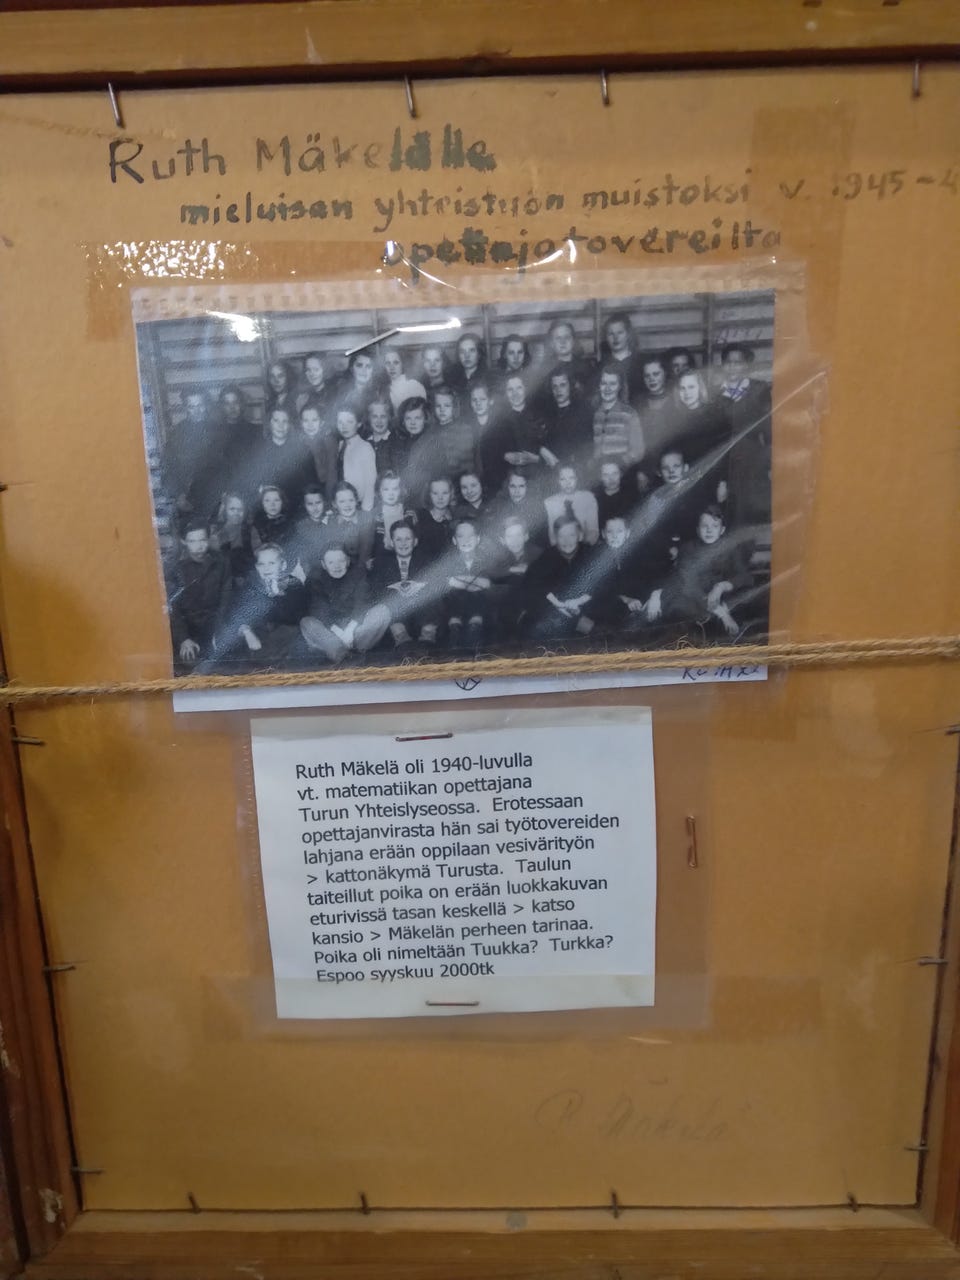 Ruth Mäkelälle
mieluisan yhteistyön muistoksi v. 1945-4
opettajatovereilta
Ruth
Ruth Mäkelä oli 1940-luvulla
vt. matematiikan opettajana
Turun Yhteislyseossa. Erotessaan
opettajanvirasta hän sai työtovereiden
lahjana erään oppilaan vesivärityön
> kattonäkymä Turusta. Taulun
taiteillut poika on erään luokkakuvan
eturivissä tasan keskellä > katso
kansio > Mäkelän perheen tarinaa.
Poika oli nimeltään Tuukka? Turkka?
Espoo syyskuu 2000tk
R. Mäkelä